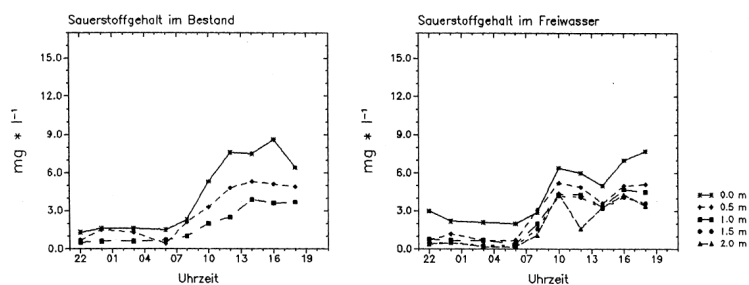 Sauerstoffgehalt im Bestand
15.0
12.0
9.0
6.0
3.0
0.0
mg * l⁻¹
22 01 04 07 10 13 16 19
Uhrzeit
Sauerstoffgehalt im Freiwasser
15.0
12.0
9.0
6.0
3.0
0.0
mg * l⁻¹
22 01 04 07 10 13 16 19
Uhrzeit
0.0 m
0.5 m
1.0 m
1.5 m
2.0 m